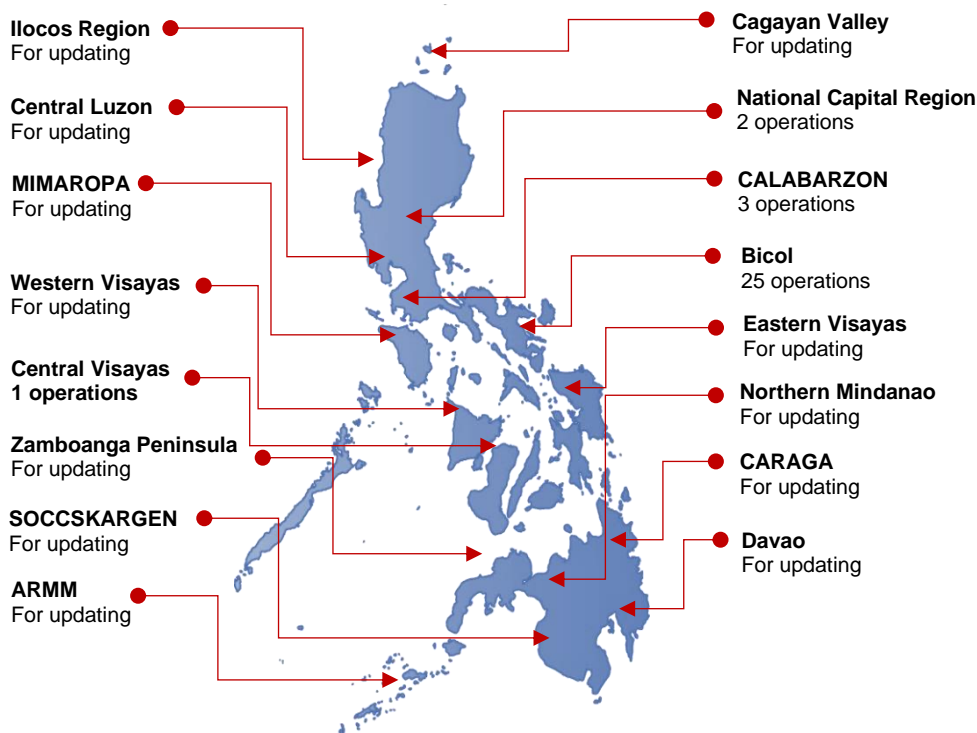 Ilocos Region
For updating
Central Luzon
For updating
MIMAROPA
For updating
Western Visayas
For updating
Central Visayas
1 operations
Zamboanga Peninsula
For updating
SOCCSKARGEN
For updating
ARMM
For updating
Cagayan Valley
For updating
National Capital Region
2 operations
CALABARZON
3 operations
Bicol
25 operations
Eastern Visayas
For updating
Northern Mindanao
For updating
CARAGA
For updating
Davao
For updating